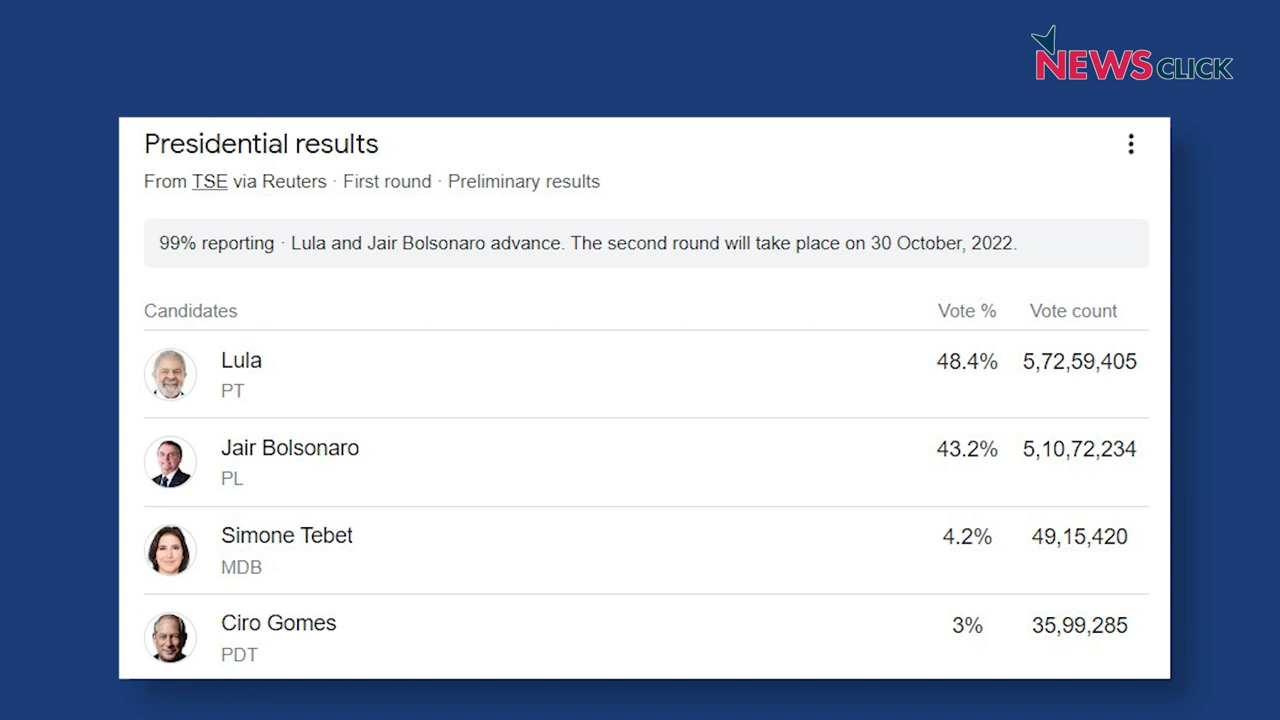 NEWSCLICK
Presidential results
From TSE via Reuters · First round · Preliminary results
99% reporting · Lula and Jair Bolsonaro advance. The second round will take place on 30 October, 2022.
Candidates Vote % Vote count
Lula 48.4% 5,72,59,405
PT
Jair Bolsonaro 43.2% 5,10,72,234
PL
Simone Tebet 4.2% 49,15,420
MDB
Ciro Gomes 3% 35,99,285
PDT